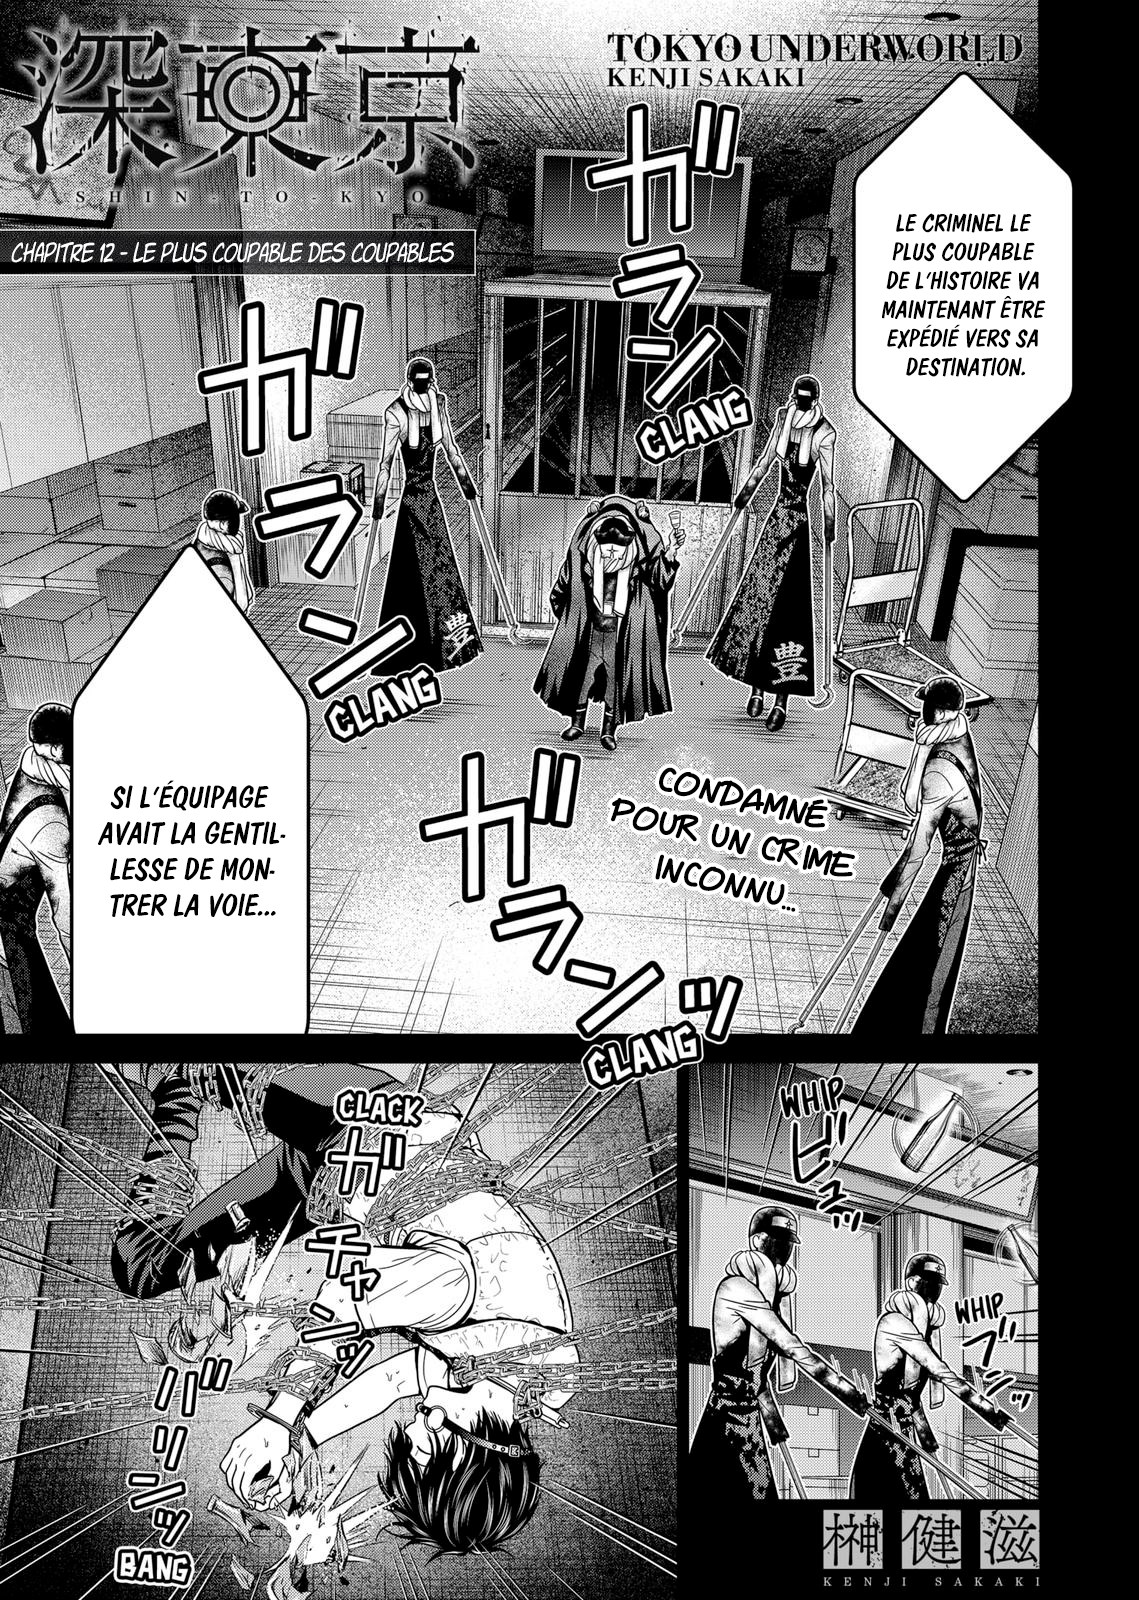 深東京
SHIN-TO-KYO
TOKYO UNDERWORLD
KENJI SAKAKI
CHAPITRE 12 - LE PLUS COUPABLE DES COUPABLES
LE CRIMINEL LE
PLUS COUPABLE
DE L'HISTOIRE VA
MAINTENANT ÊTRE
EXPÉDIÉ VERS SA
DESTINATION.
ガラン
CLANG
ガラン
CLANG
豊
豊
SI L'ÉQUIPAGE
AVAIT LA GENTIL-
LESSE DE MON-
TRER LA VOIE...
CONDAMNÉ
POUR UN CRIME
INCONNU...
ガランガラッ
CLANG
WHIP
ビュッ
WHIP
ブンッ
CLACK
ガチャンッ
バリンッ
BANG
榊健滋
KENJI SAKAKI